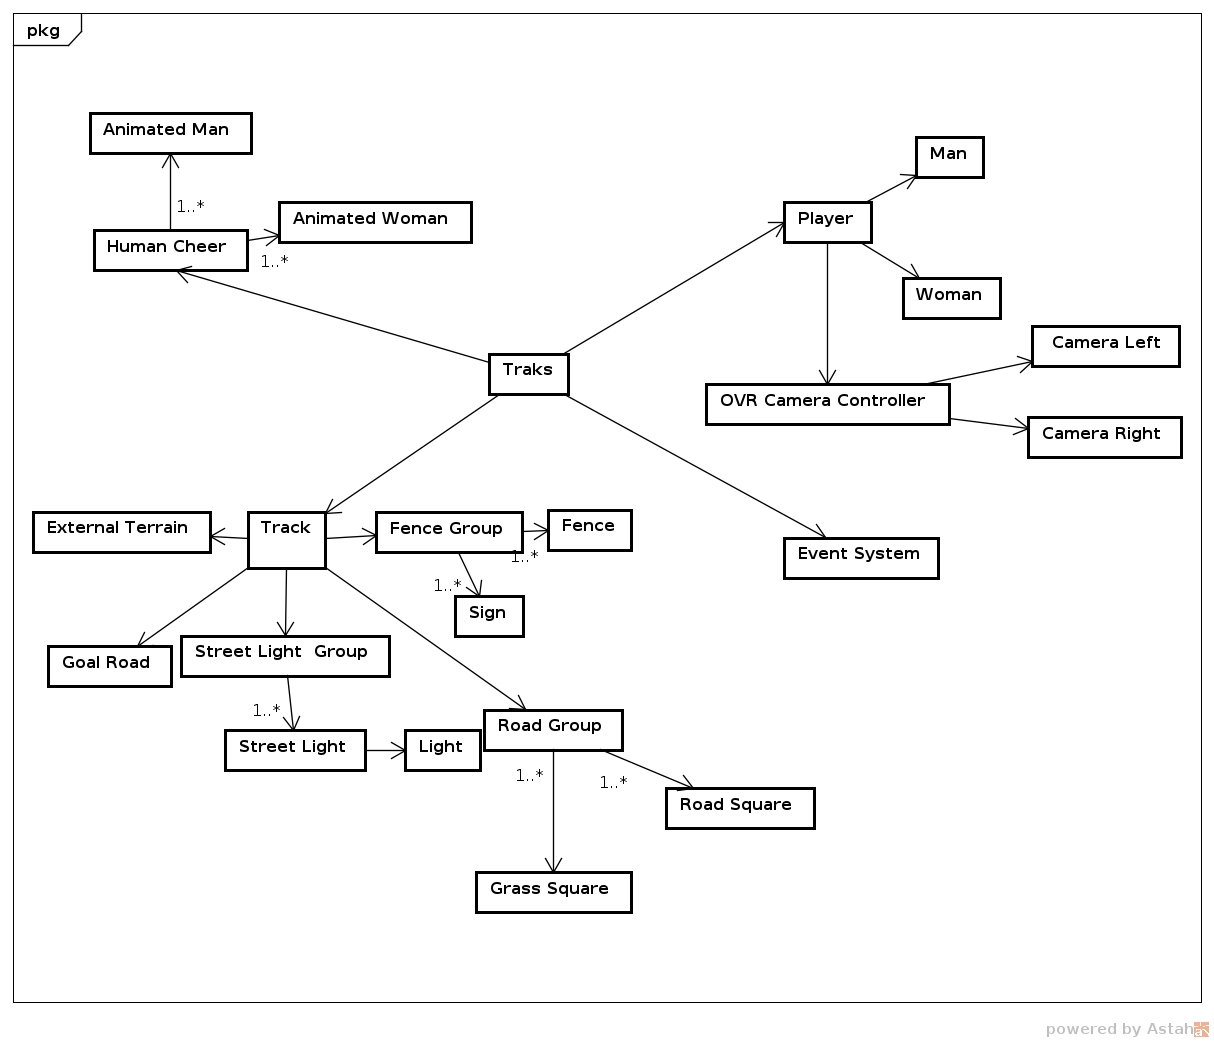 pkg
Animated Man
Man
1..*
Animated Woman
Player
Human Cheer
1..*
Woman
Camera Left
Traks
OVR Camera Controller
Camera Right
External Terrain
Track
Fence Group
Fence
1..*
Event System
1..*
Sign
Goal Road
Street Light  Group
1..*
Street Light
Light
Road Group
1..*
1..*
Road Square
Grass Square
powered by Astah